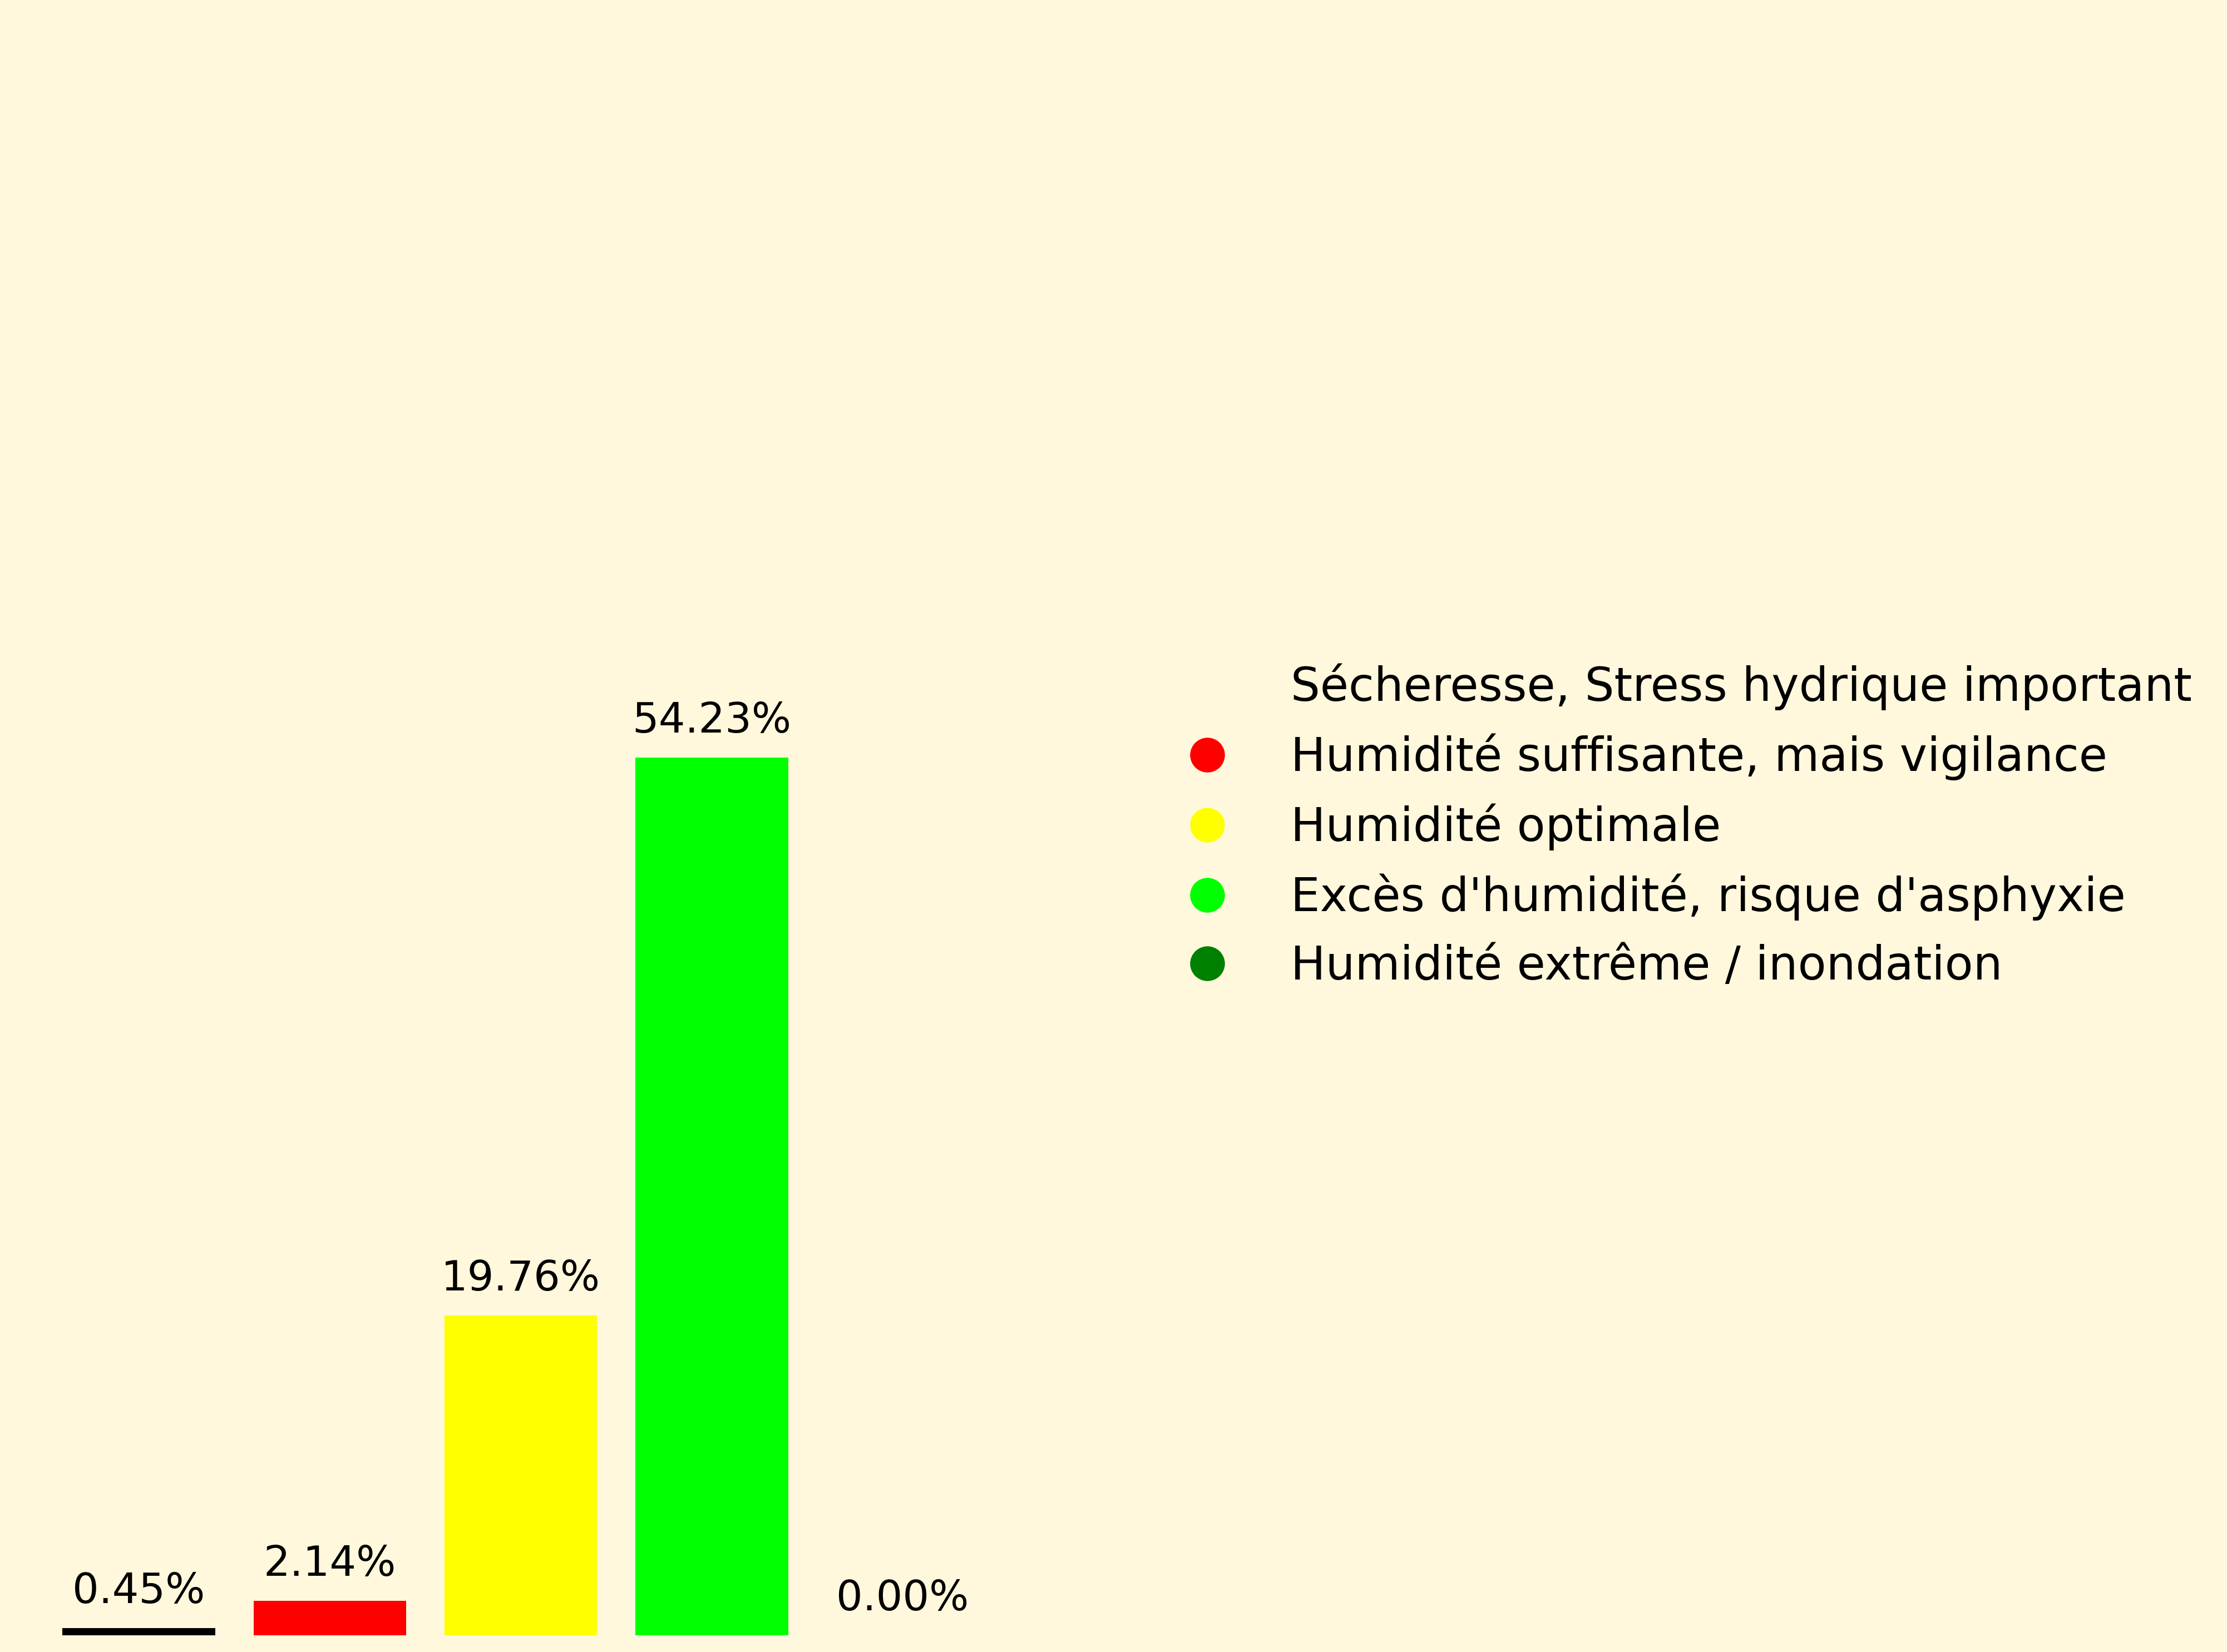 Sécheresse, Stress hydrique important
54.23%
Humidité suffisante, mais vigilance
Humidité optimale
Excès d'humidité, risque d'asphyxie
Humidité extrême / inondation
19.76%
2.14%
0.45%
0.00%